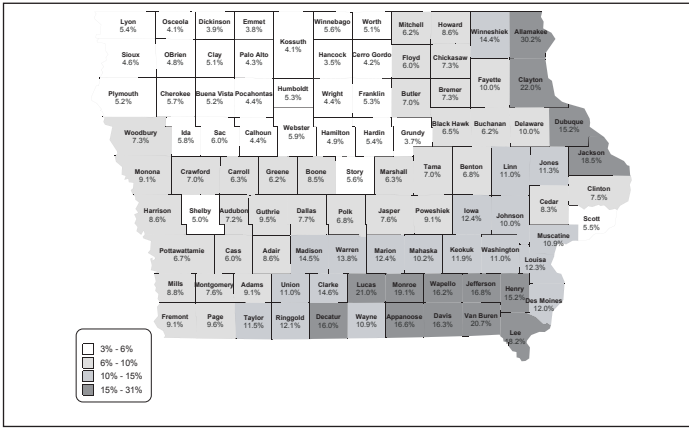 Lyon
5.4%
Osceola
4.1%
Dickinson
3.9%
Emmet
3.8%
Kossuth
4.1%
Winnebago
5.6%
Worth
5.1%
Mitchell
6.2%
Howard
8.6%
Winneshiek
14.4%
Allamakee
30.2%
Sioux
4.6%
OBrien
4.8%
Clay
5.1%
Palo Alto
4.3%
Hancock
3.5%
Cerro Gordo
4.2%
Floyd
6.0%
Chickasaw
7.3%
Fayette
10.0%
Clayton
22.0%
Plymouth
5.2%
Cherokee
5.7%
Buena Vista
5.2%
Pocahontas
4.4%
Humboldt
5.3%
Wright
4.4%
Franklin
5.3%
Butler
7.0%
Bremer
7.3%
Woodbury
7.3%
Ida
5.8%
Sac
6.0%
Calhoun
4.4%
Webster
5.9%
Hamilton
4.9%
Hardin
5.4%
Grundy
3.7%
Black Hawk
6.5%
Buchanan
6.2%
Delaware
10.0%
Dubuque
15.2%
Monona
9.1%
Crawford
7.0%
Carroll
6.3%
Greene
6.2%
Boone
8.5%
Story
5.6%
Marshall
6.3%
Tama
7.0%
Benton
6.8%
Linn
11.0%
Jones
11.3%
Jackson
18.5%
Clinton
7.5%
Harrison
8.6%
Shelby
5.0%
Audubon
7.2%
Guthrie
9.5%
Dallas
7.7%
Polk
6.8%
Jasper
7.6%
Poweshiek
9.1%
Iowa
12.4%
Johnson
10.0%
Cedar
8.3%
Scott
5.5%
Muscatine
10.9%
Pottawattamie
6.7%
Cass
6.0%
Adair
8.6%
Madison
14.5%
Warren
13.8%
Marion
12.4%
Mahaska
10.2%
Keokuk
11.9%
Washington
11.0%
Louisa
12.3%
Mills
8.8%
Montgomery
7.6%
Adams
9.1%
Union
11.0%
Clarke
14.6%
Lucas
21.0%
Monroe
19.1%
Wapello
16.2%
Jefferson
16.8%
Henry
15.2%
Des Moines
12.0%
Fremont
9.1%
Page
9.6%
Taylor
11.5%
Ringgold
12.1%
Decatur
16.0%
Wayne
10.9%
Appanoose
16.6%
Davis
16.3%
Van Buren
20.7%
Lee
3% - 6%
6% - 10%
10% - 15%
15% - 31%